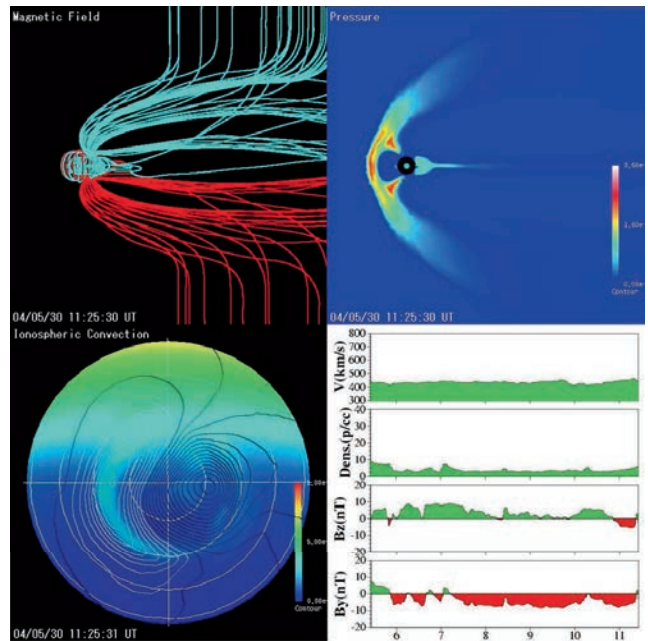 Magnetic Field
04/05/30 11:25:30 UT
Pressure
Contour
04/05/30 11:25:30 UT
Ionospheric Convection
Contour
04/05/30 11:25:31 UT
V(km/s)
600
500
400
300
Dens.(p/cc)
40
30
20
10
0
Bz(nT)
20
10
0
-10
-20
By(nT)
20
10
0
-10
-20
6 7 8 9 10 11